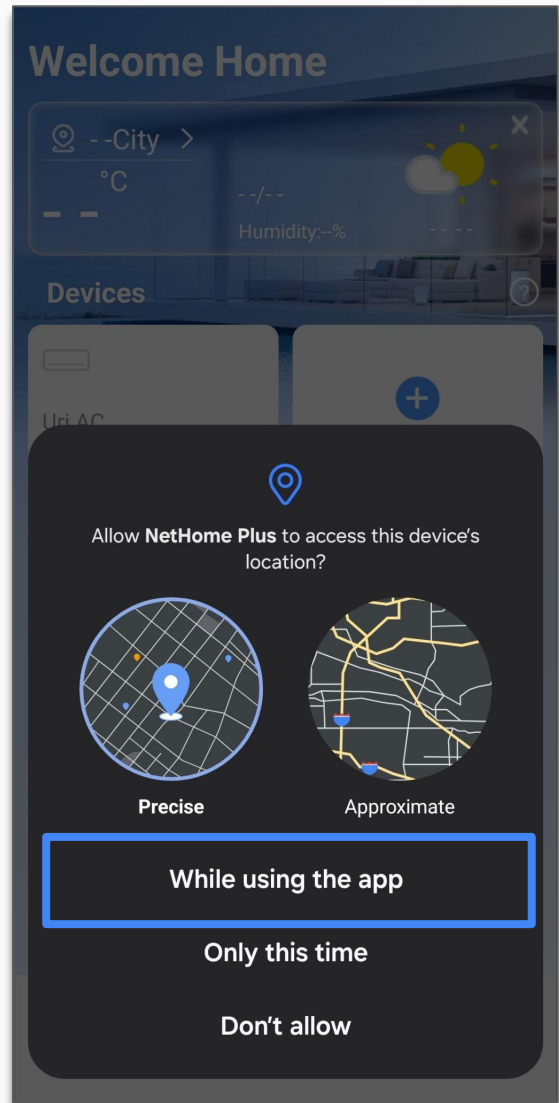 Welcome Home
- -City >
°C
- -
--/--
Humidity:--%
-- --
Devices
?
Uri AC
Allow NetHome Plus to access this device's
location?
Precise
Approximate
While using the app
Only this time
Don't allow